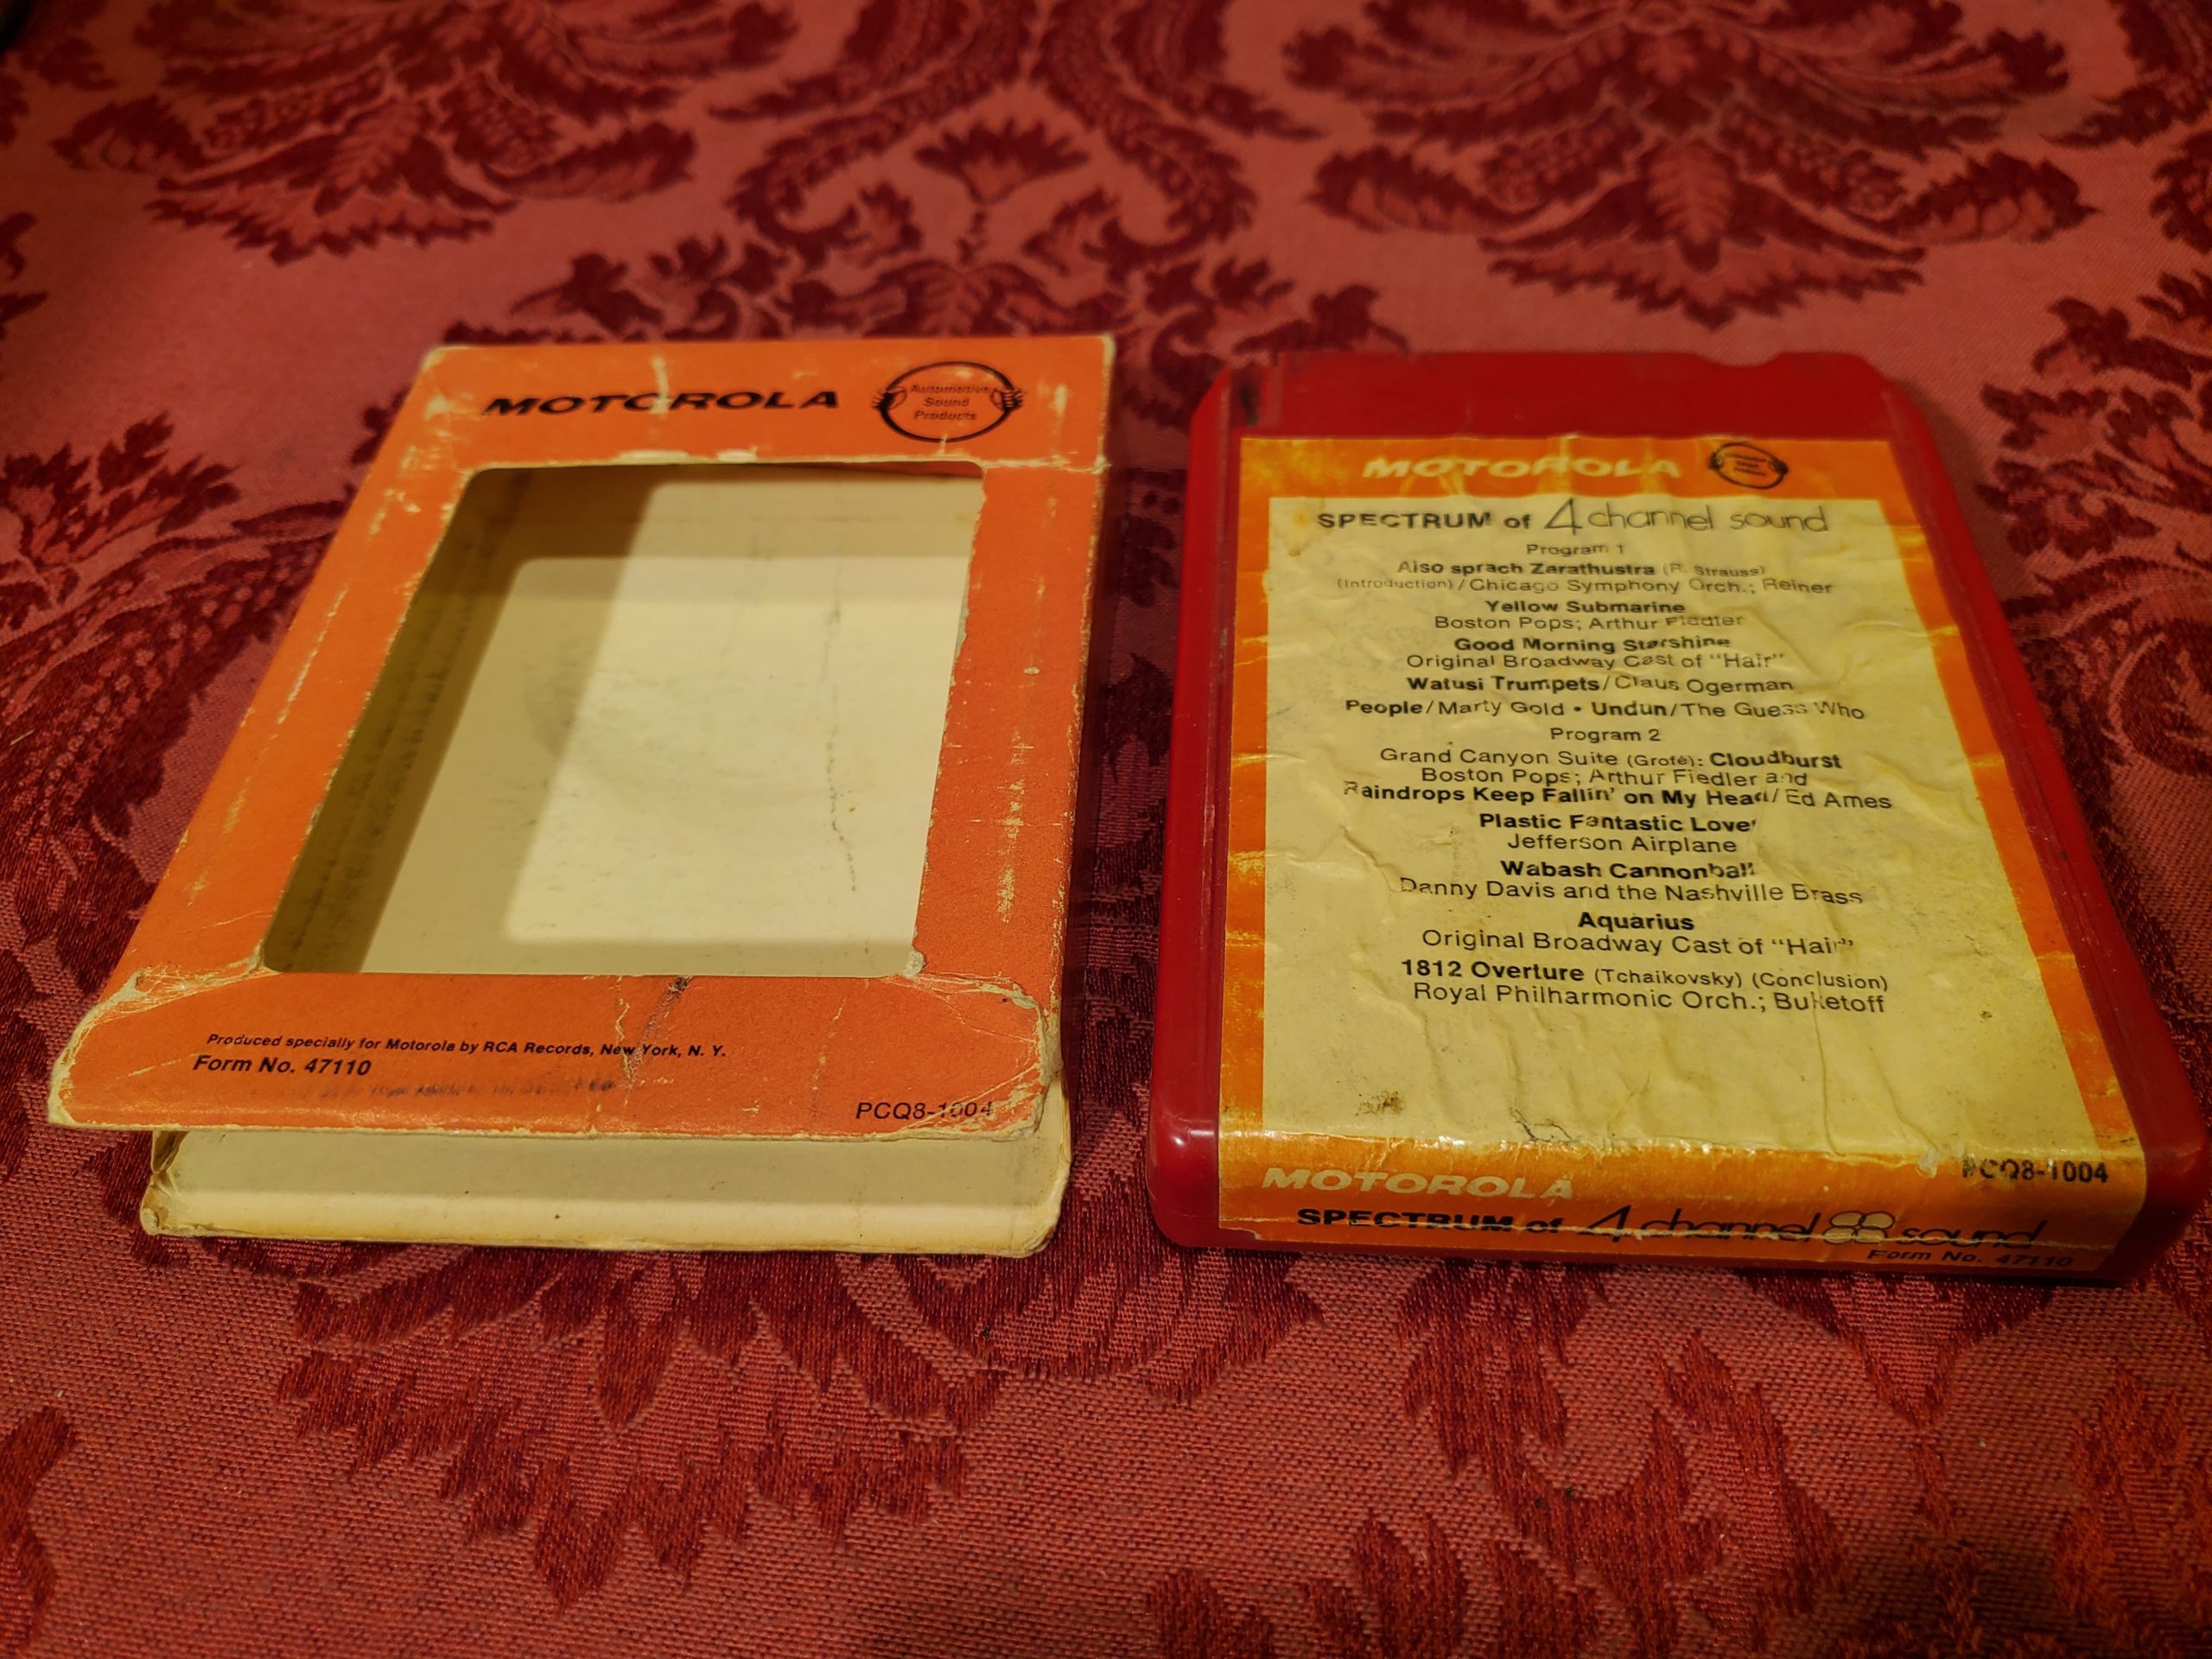 MOTOROLA
Automotive
Sound
Products
Produced specially for Motorola by RCA Records, New York, N. Y.
Form No. 47110
PCQ8-1004
MOTOROLA
SPECTRUM of 4 channel sound
Program 1
Also sprach Zarathustra (R. Strauss)
(Introduction)/Chicago Symphony Orch.; Reiner
Yellow Submarine
Boston Pops; Arthur Fiedler
Good Morning Starshine
Original Broadway Cast of "Hair"
Watusi Trumpets/Claus Ogerman
People/Marty Gold • Undun/The Guess Who
Program 2
Grand Canyon Suite (Grofé): Cloudburst
Boston Pops; Arthur Fiedler and
Raindrops Keep Fallin' on My Head/Ed Ames
Plastic Fantastic Lover
Jefferson Airplane
Wabash Cannonball
Danny Davis and the Nashville Brass
Aquarius
Original Broadway Cast of "Hair"
1812 Overture (Tchaikovsky) (Conclusion)
Royal Philharmonic Orch.; Buketoff
PCQ8-1004
MOTOROLA
SPECTRUM of 4 channel sound
Form No. 47110